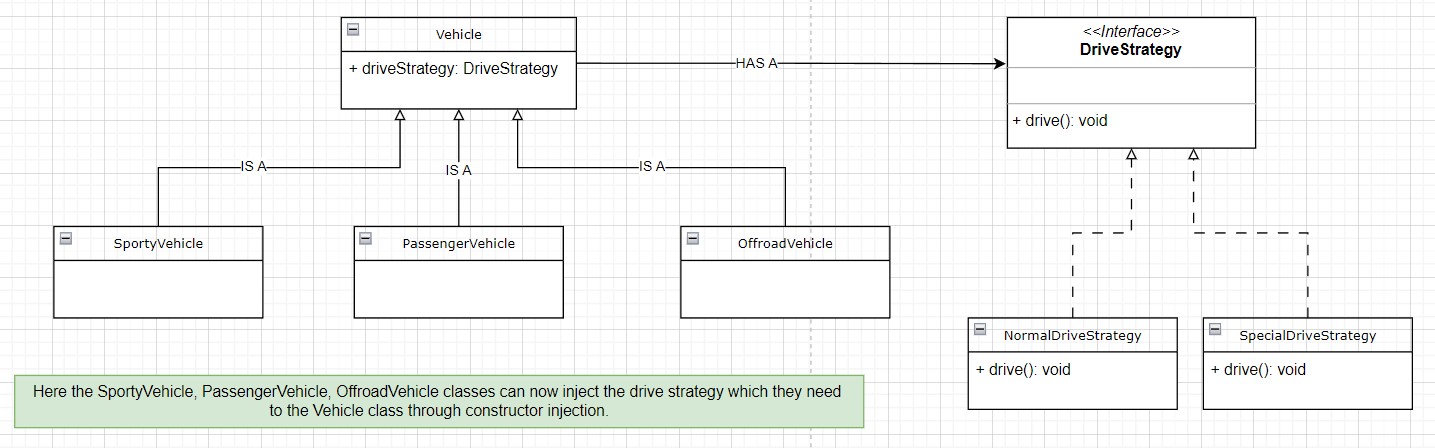 Vehicle
+ driveStrategy: DriveStrategy
HAS A
<<Interface>>
DriveStrategy
+ drive(): void
IS A
IS A
IS A
SportyVehicle
PassengerVehicle
OffroadVehicle
NormalDriveStrategy
+ drive(): void
SpecialDriveStrategy
+ drive(): void
Here the SportyVehicle, PassengerVehicle, OffroadVehicle classes can now inject the drive strategy which they need
to the Vehicle class through constructor injection.